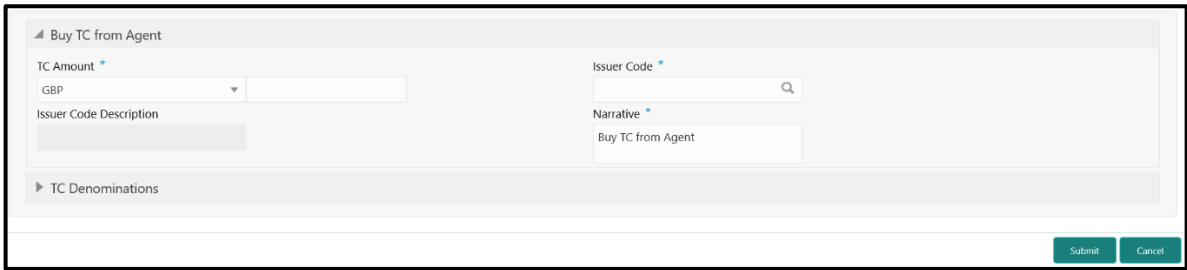 Buy TC from Agent
TC Amount *
Issuer Code *
GBP
Issuer Code Description
Narrative *
Buy TC from Agent
TC Denominations
Submit
Cancel